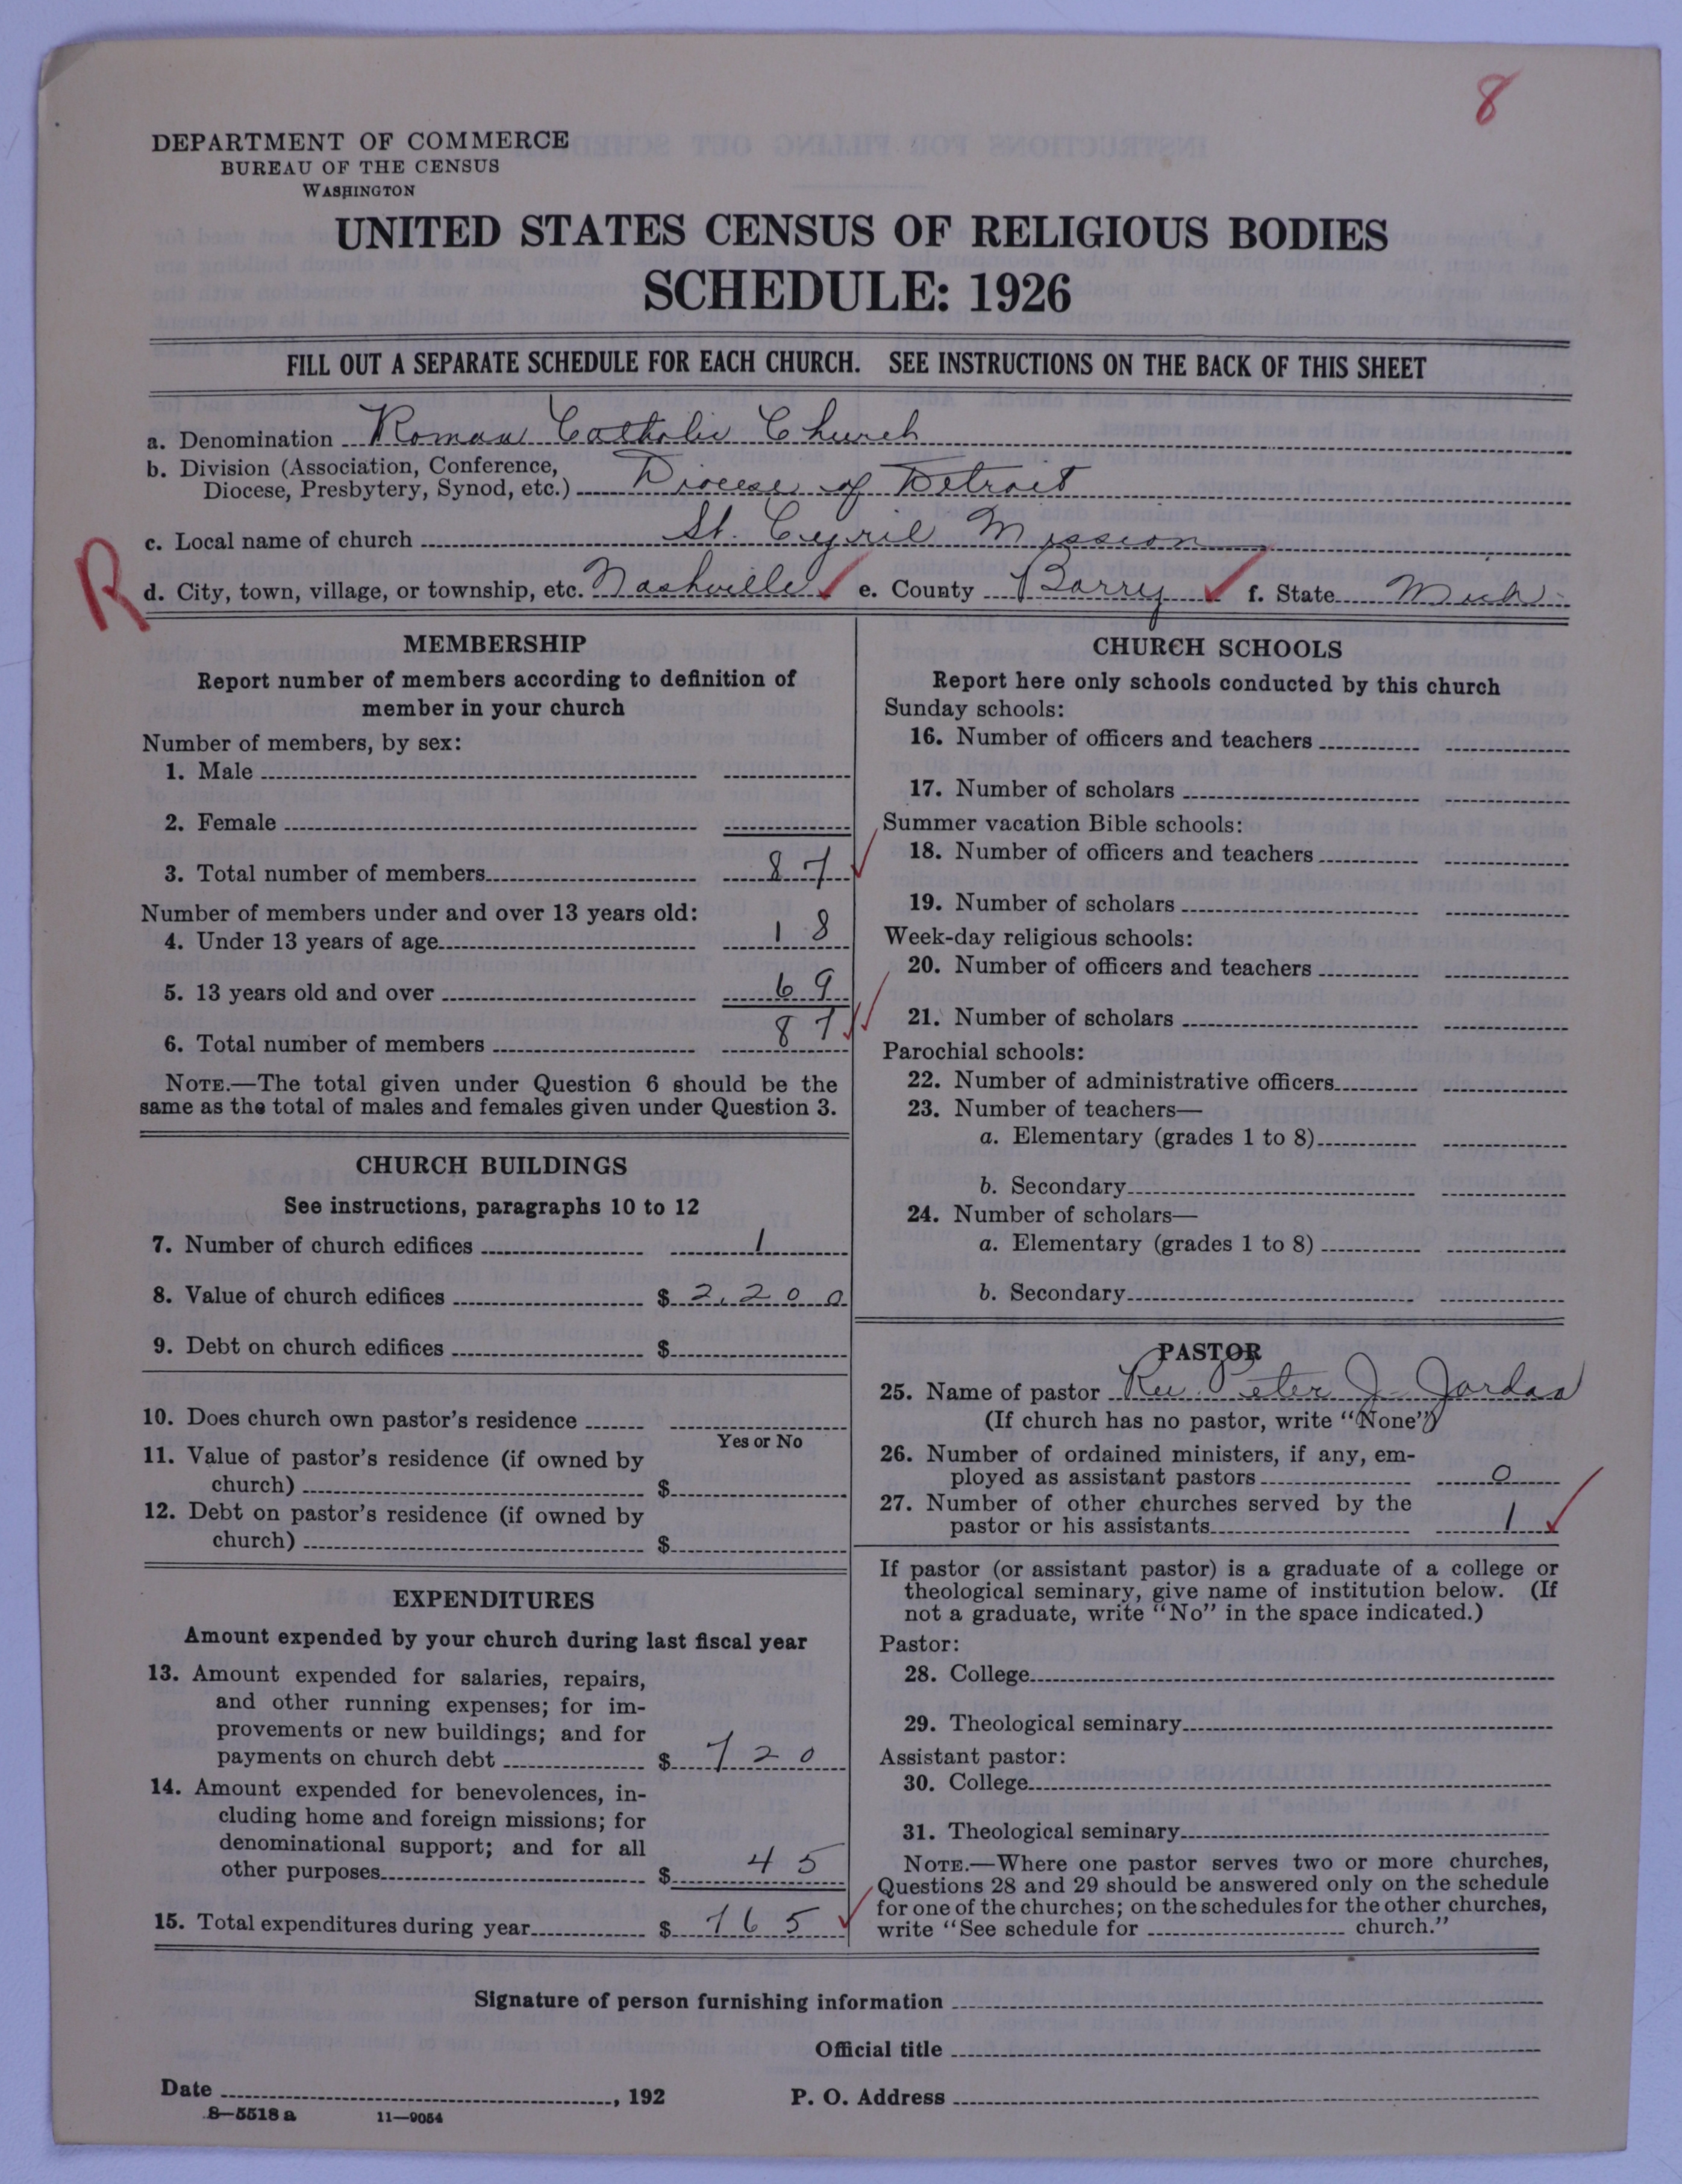 8
DEPARTMENT OF COMMERCE
BUREAU OF THE CENSUS
WASHINGTON
UNITED STATES CENSUS OF RELIGIOUS BODIES
SCHEDULE: 1926
FILL OUT A SEPARATE SCHEDULE FOR EACH CHURCH. SEE INSTRUCTIONS ON THE BACK OF THIS SHEET
a. Denomination Roman Catholic Church
b. Division (Association, Conference,
Diocese, Presbytery, Synod, etc.) Diocese of Detroit
c. Local name of church St. Cyril Mission
R
d. City, town, village, or township, etc. Nashville e. County Barry f. State Mich.
MEMBERSHIP
Report number of members according to definition of
member in your church
Number of members, by sex:
1. Male
2. Female
3. Total number of members 87
Number of members under and over 13 years old:
4. Under 13 years of age 18
5. 13 years old and over 69
6. Total number of members 87
NOTE.—The total given under Question 6 should be the
same as the total of males and females given under Question 3.
CHURCH BUILDINGS
See instructions, paragraphs 10 to 12
7. Number of church edifices 1
8. Value of church edifices $ 2,200
9. Debt on church edifices $
10. Does church own pastor's residence
Yes or No
11. Value of pastor's residence (if owned by
church) $
12. Debt on pastor's residence (if owned by
church) $
EXPENDITURES
Amount expended by your church during last fiscal year
13. Amount expended for salaries, repairs,
and other running expenses; for im-
provements or new buildings; and for
payments on church debt $ 720
14. Amount expended for benevolences, in-
cluding home and foreign missions; for
denominational support; and for all
other purposes $ 45
15. Total expenditures during year $ 765
CHURCH SCHOOLS
Report here only schools conducted by this church
Sunday schools:
16. Number of officers and teachers
17. Number of scholars
Summer vacation Bible schools:
18. Number of officers and teachers
19. Number of scholars
Week-day religious schools:
20. Number of officers and teachers
21. Number of scholars
Parochial schools:
22. Number of administrative officers
23. Number of teachers—
a. Elementary (grades 1 to 8)
b. Secondary
24. Number of scholars—
a. Elementary (grades 1 to 8)
b. Secondary
PASTOR
25. Name of pastor Rev. Peter J. Jordan
(If church has no pastor, write "None")
26. Number of ordained ministers, if any, em-
ployed as assistant pastors 0
27. Number of other churches served by the
pastor or his assistants 1
If pastor (or assistant pastor) is a graduate of a college or
theological seminary, give name of institution below. (If
not a graduate, write "No" in the space indicated.)
Pastor:
28. College
29. Theological seminary
Assistant pastor:
30. College
31. Theological seminary
NOTE.—Where one pastor serves two or more churches,
Questions 28 and 29 should be answered only on the schedule
for one of the churches; on the schedules for the other churches,
write "See schedule for church."
Signature of person furnishing information
Official title
Date , 192 P. O. Address
8—5518 a 11—9054